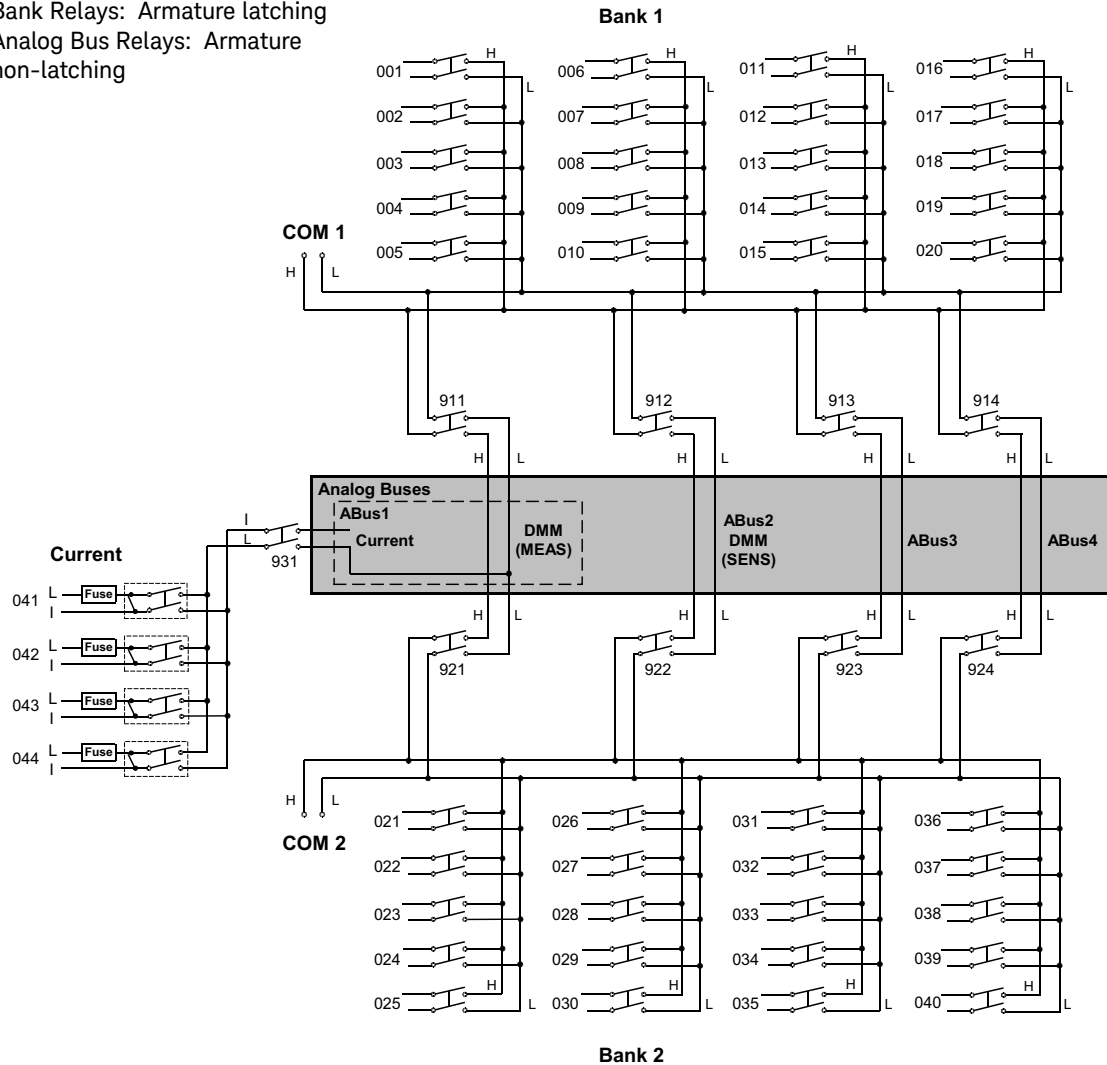 Bank Relays: Armature latching
Analog Bus Relays: Armature
non-latching
Bank 1
H H H H
001 006 011 016
L L L L
002 007 012 017
003 008 013 018
004 009 014 019
COM 1
005 010 015 020
H L
911 912 913 914
H L H L H L H L
Analog Buses
ABus1
I
Current
DMM
(MEAS)
ABus2
DMM
(SENS)
ABus3
ABus4
L
931
Current
041 L Fuse
I
042 L Fuse
I
043 L Fuse
I
044 L Fuse
I
H L H L H L H L
921 922 923 924
H L
COM 2
021 026 031 036
022 027 032 037
023 028 033 038
024 029 034 039
H H H H
025 030 035 040
L L L L
Bank 2